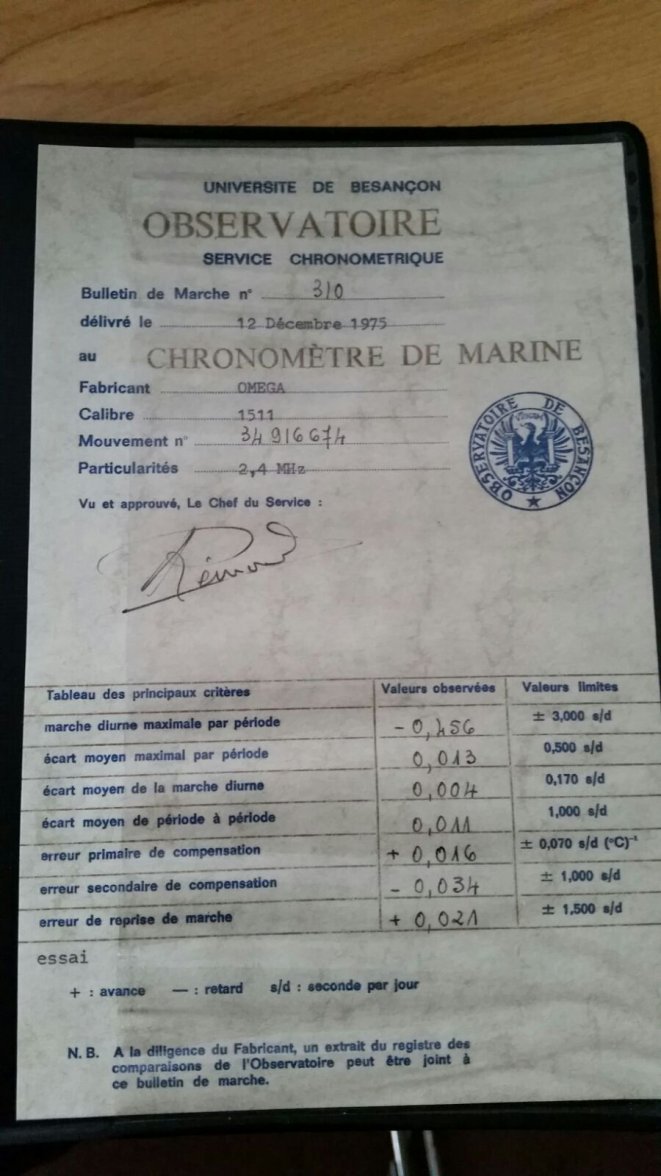 UNIVERSITE DE BESANÇON
OBSERVATOIRE
SERVICE CHRONOMETRIQUE
Bulletin de Marche n° 310
délivré le 12 Décembre 1975
au CHRONOMÈTRE DE MARINE
Fabricant OMEGA
Calibre 1511
Mouvement n° 34 916674
Particularités 2,4 MHz
OBSERVATOIRE DE BESANÇON
Vu et approuvé, Le Chef du Service :
Tableau des principaux critères Valeurs observées Valeurs limites
marche diurne maximale par période - 0,456 ± 3,000 s/d
écart moyen maximal par période 0,013 0,500 s/d
écart moyen de la marche diurne 0,004 0,170 s/d
écart moyen de période à période 0,011 1,000 s/d
erreur primaire de compensation + 0,016 ± 0,070 s/d (°C)⁻¹
erreur secondaire de compensation - 0,034 ± 1,000 s/d
erreur de reprise de marche + 0,021 ± 1,500 s/d
essai
+ : avance — : retard s/d : seconde par jour
N. B. A la diligence du Fabricant, un extrait du registre des
comparaisons de l'Observatoire peut être joint à
ce bulletin de marche.